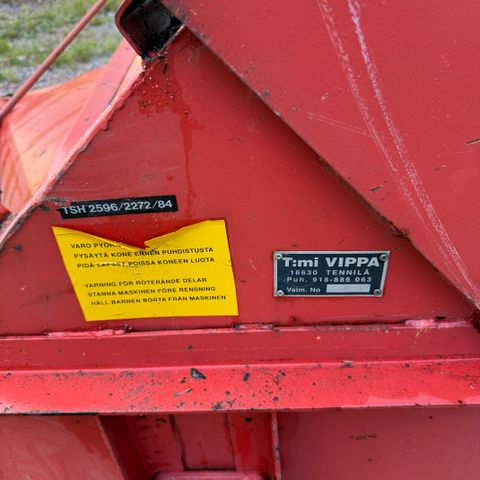 TSH 2596/2272/84
VARO
PYSÄYTÄ KONE ENNEN PUHDISTUSTA
PIDÄ LAPSET POISSA KONEEN LUOTA
VARNING FÖR ROTERANDE DELAR
STANNA MASKINEN FÖRE RENSNING
HÅLL BARNEN BORTA FRÅN MASKINEN
T:mi VIPPA
16630 TENNILÄ
Puh. 918-885 063
Valm. No